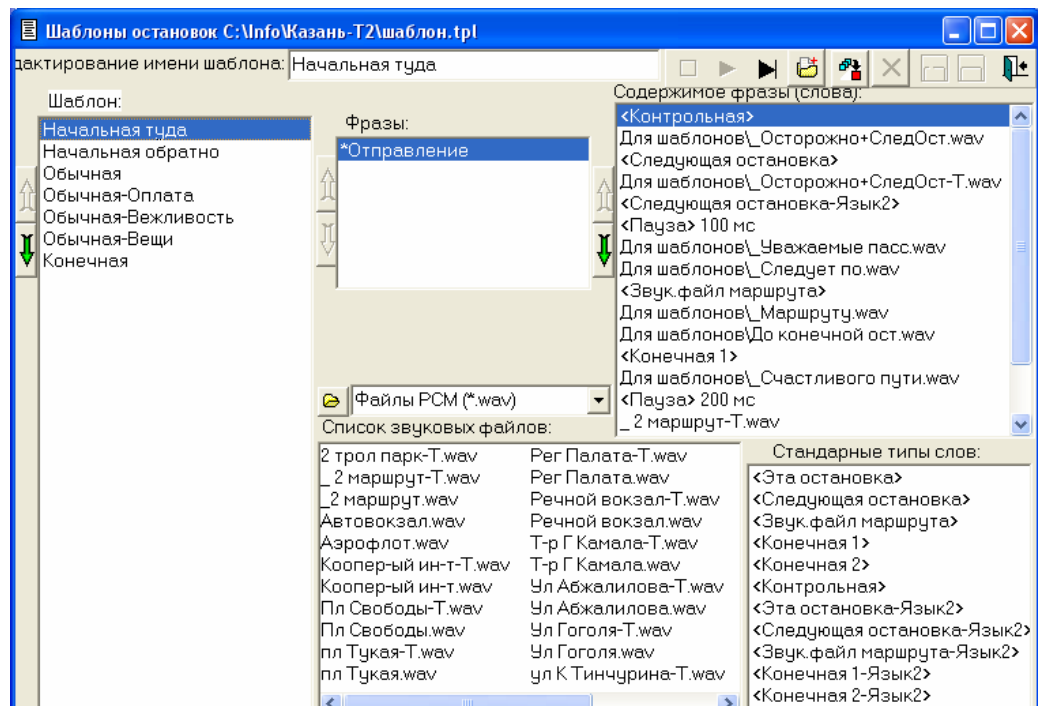 Шаблоны остановок C:\Info\Казань-Т2\шаблон.tpl
дактирование имени шаблона: Начальная туда
Шаблон:
Начальная туда
Начальная обратно
Обычная
Обычная-Оплата
Обычная-Вежливость
Обычная-Вещи
Конечная
Фразы:
*Отправление
Содержимое фразы (слова):
<Контрольная>
Для шаблонов\_Осторожно+СледОст.wav
<Следующая остановка>
Для шаблонов\_Осторожно+СледОст-Т.wav
<Следующая остановка-Язык2>
<Пауза> 100 мс
Для шаблонов\_Уважаемые пасс.wav
Для шаблонов\_Следует по.wav
<Звук.файл маршрута>
Для шаблонов\_Маршруту.wav
Для шаблонов\До конечной ост.wav
<Конечная 1>
Для шаблонов\_Счастливого пути.wav
<Пауза> 200 мс
_ 2 маршрут-Т.wav
Файлы PCM (*.wav)
Список звуковых файлов:
2 трол парк-Т.wav
_ 2 маршрут-Т.wav
_2 маршрут.wav
Автовокзал.wav
Аэрофлот.wav
Коопер-ый ин-т-Т.wav
Коопер-ый ин-т.wav
Пл Свободы-Т.wav
Пл Свободы.wav
пл Тукая-Т.wav
пл Тукая.wav
Рег Палата-Т.wav
Рег Палата.wav
Речной вокзал-Т.wav
Речной вокзал.wav
Т-р Г Камала-Т.wav
Т-р Г Камала.wav
Ул Абжалилова-Т.wav
Ул Абжалилова.wav
Ул Гоголя-Т.wav
Ул Гоголя.wav
ул К Тинчурина-Т.wav
Стандарные типы слов:
<Эта остановка>
<Следующая остановка>
<Звук.файл маршрута>
<Конечная 1>
<Конечная 2>
<Контрольная>
<Эта остановка-Язык2>
<Следующая остановка-Язык2>
<Звук.файл маршрута-Язык2>
<Конечная 1-Язык2>
<Конечная 2-Язык2>